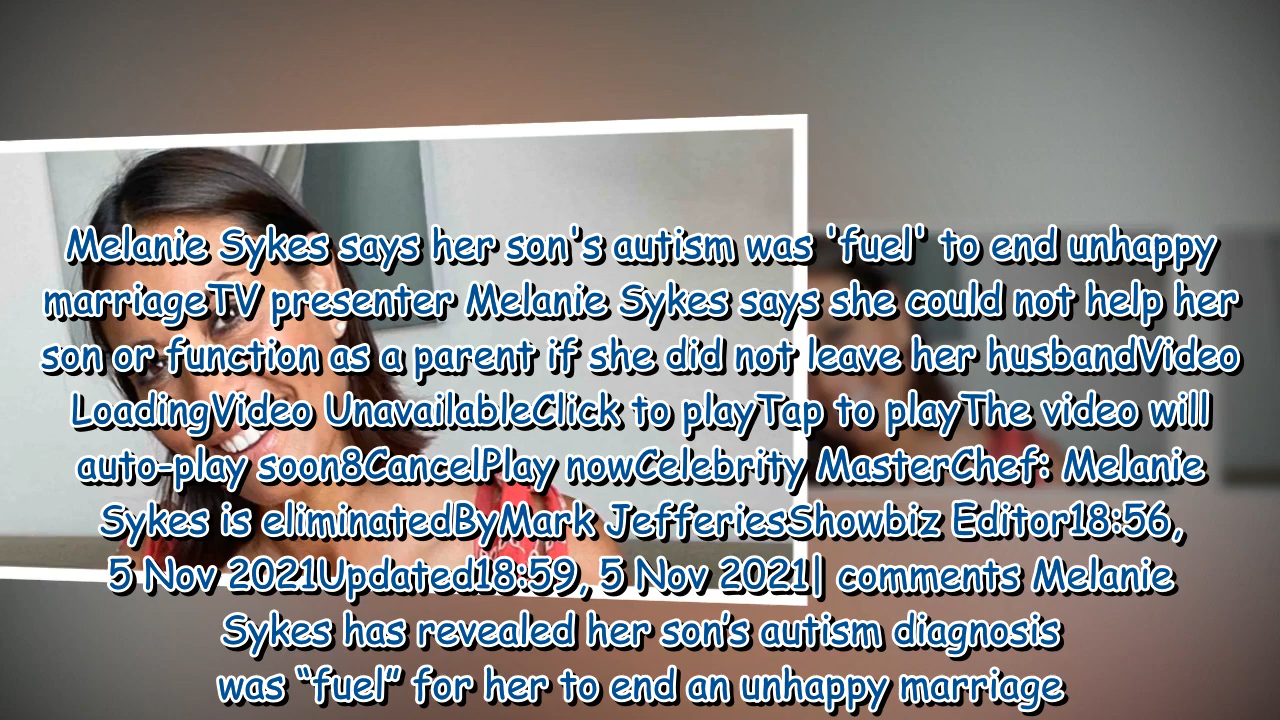 Melanie Sykes says her son's autism was 'fuel' to end unhappy
marriageTV presenter Melanie Sykes says she could not help her
son or function as a parent if she did not leave her husbandVideo
LoadingVideo UnavailableClick to playTap to playThe video will
auto-play soon8CancelPlay nowCelebrity MasterChef: Melanie
Sykes is eliminatedByMark JefferiesShowbiz Editor18:56,
5 Nov 2021Updated18:59, 5 Nov 2021| comments Melanie
Sykes has revealed her son’s autism diagnosis
was “fuel” for her to end an unhappy marriage